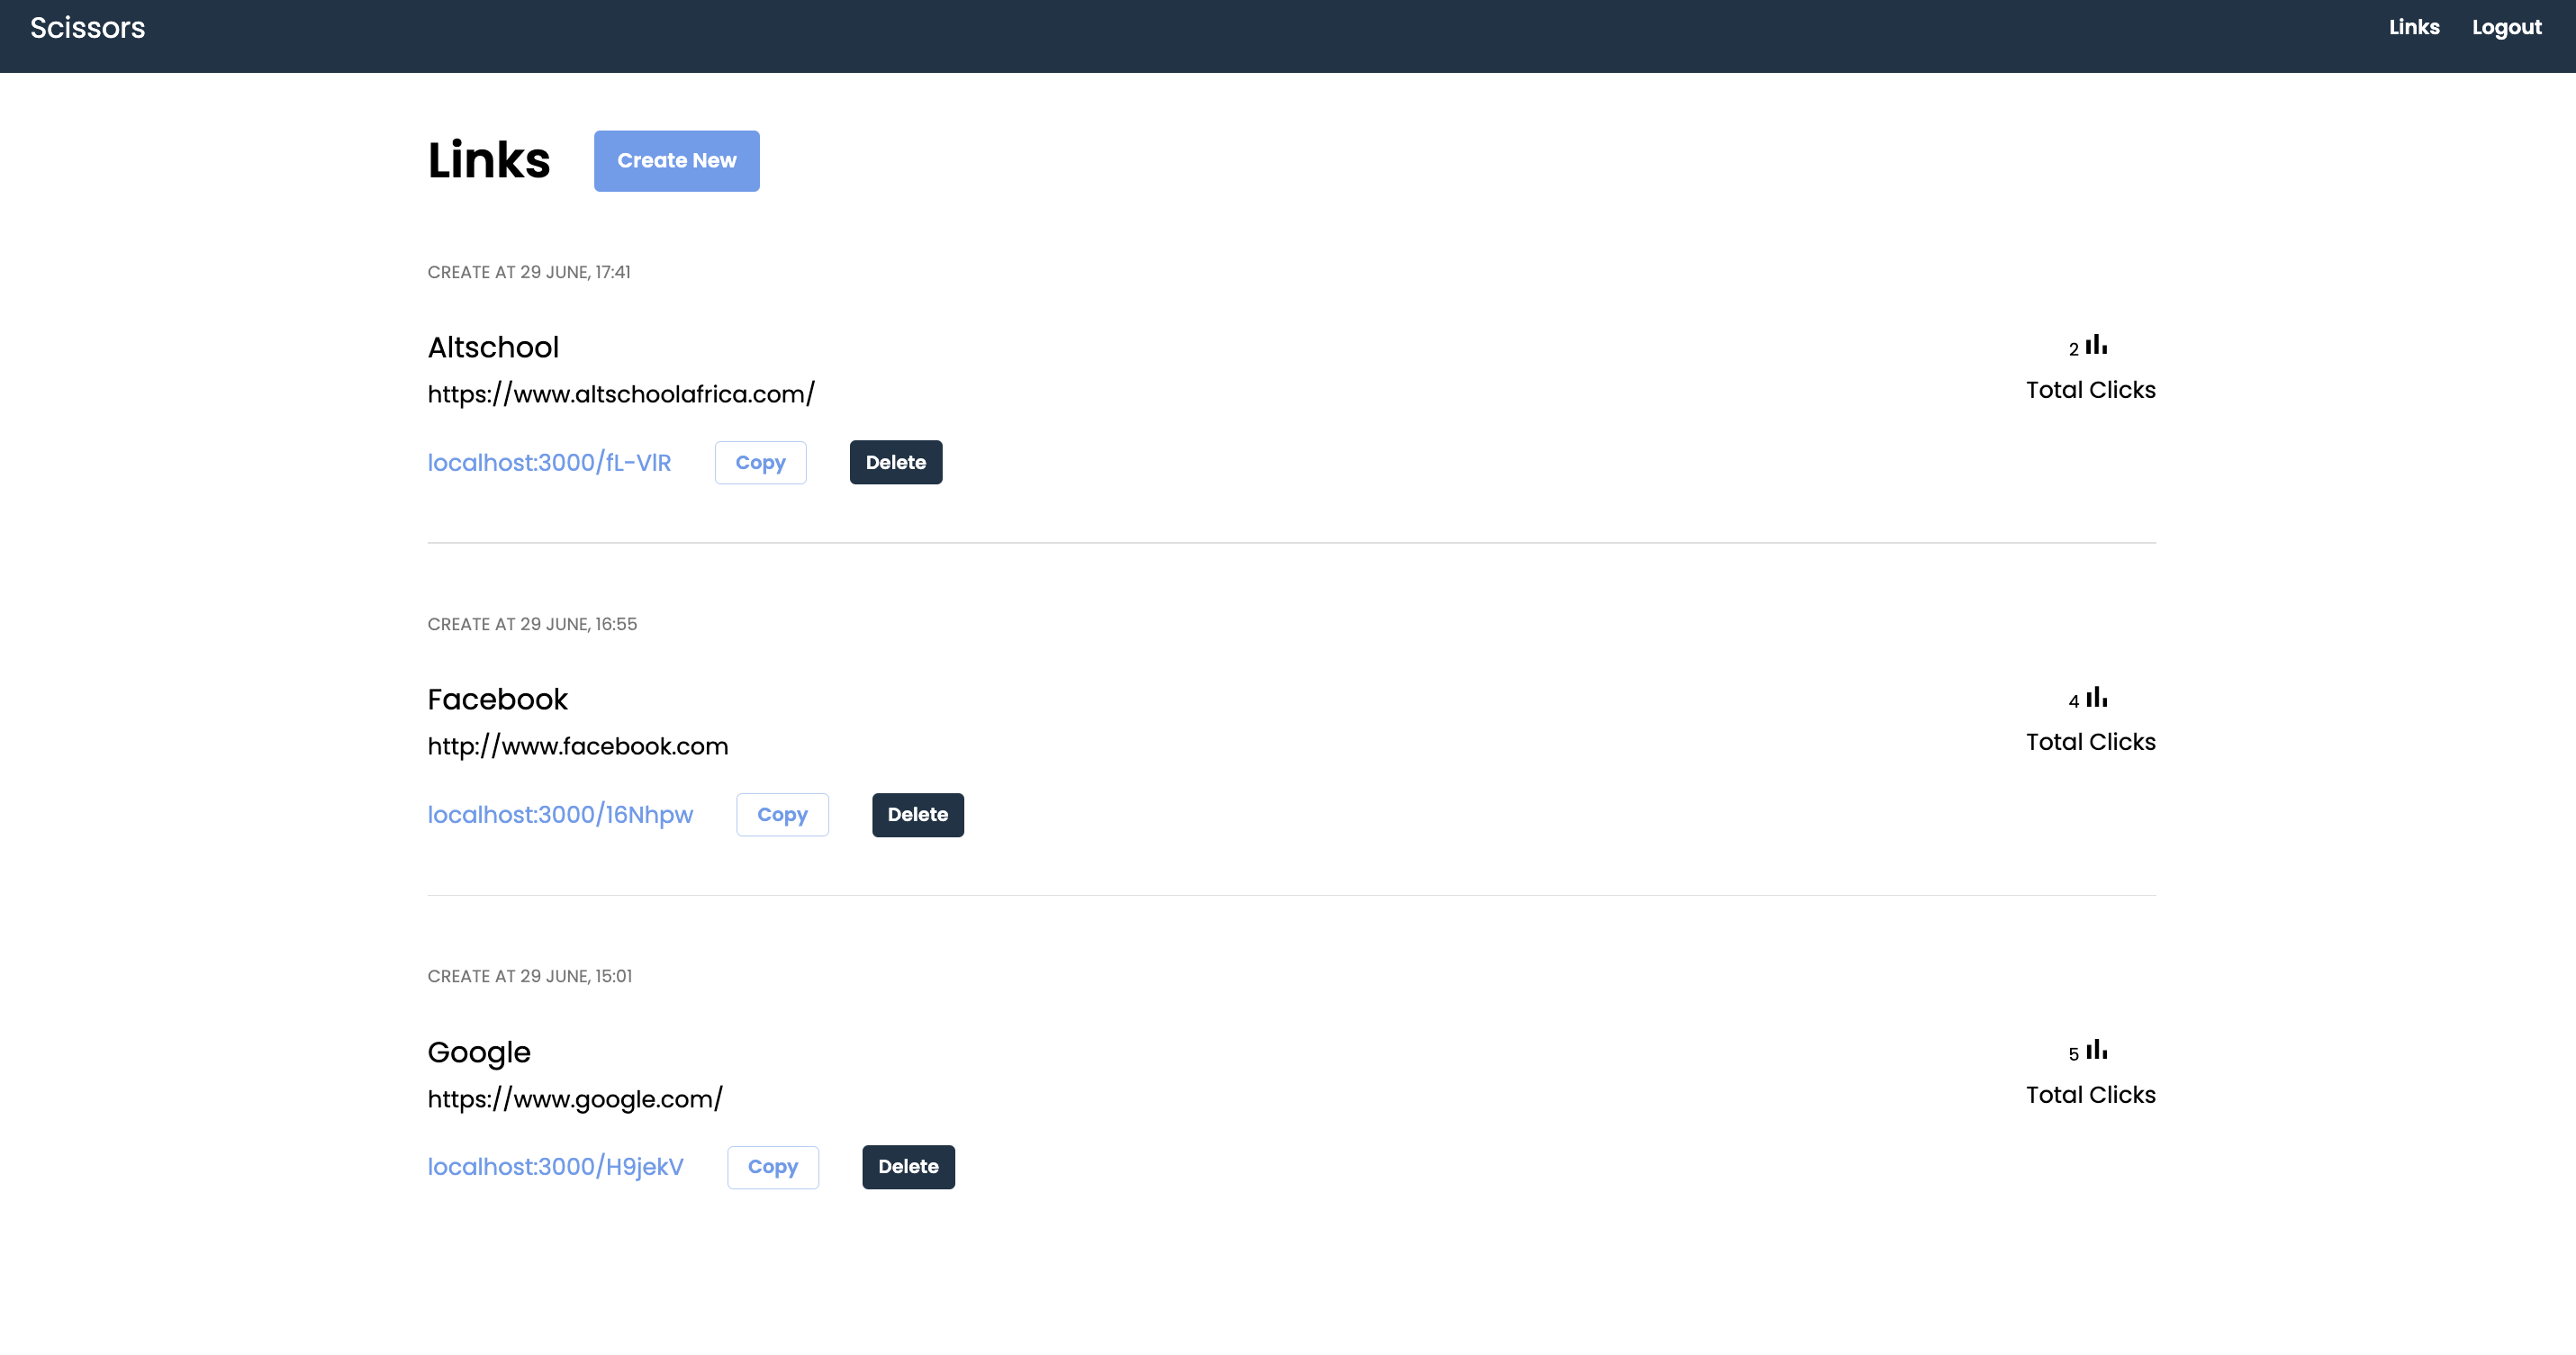 Scissors
Links Logout
Links Create New
CREATE AT 29 JUNE, 17:41
Altschool
2
https://www.altschoolafrica.com/
Total Clicks
localhost:3000/fL-VlR Copy Delete
CREATE AT 29 JUNE, 16:55
Facebook
4
http://www.facebook.com
Total Clicks
localhost:3000/16Nhpw Copy Delete
CREATE AT 29 JUNE, 15:01
Google
5
https://www.google.com/
Total Clicks
localhost:3000/H9jekV Copy Delete